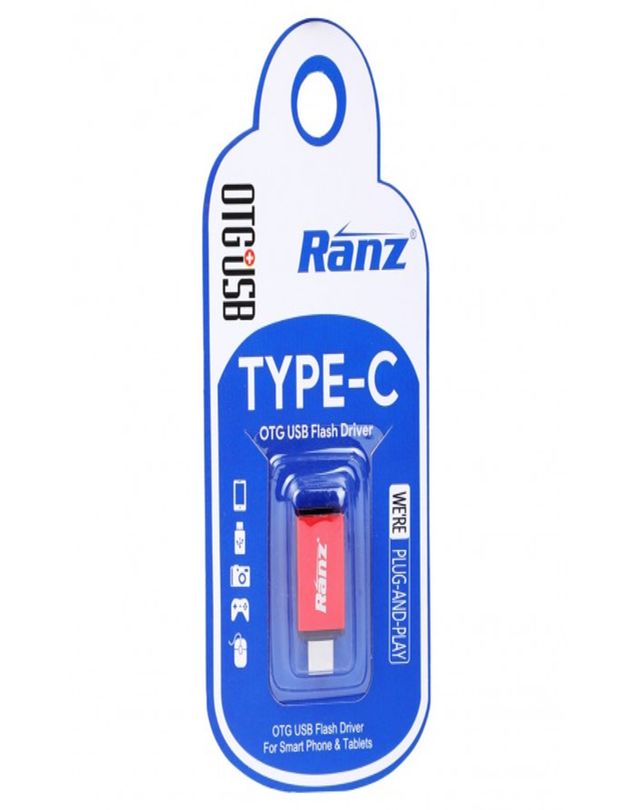 OTG+USB
Ranz®
TYPE-C
OTG USB Flash Driver
WE'RE PLUG-AND-PLAY
Ranz
OTG USB Flash Driver
For Smart Phone & Tablets